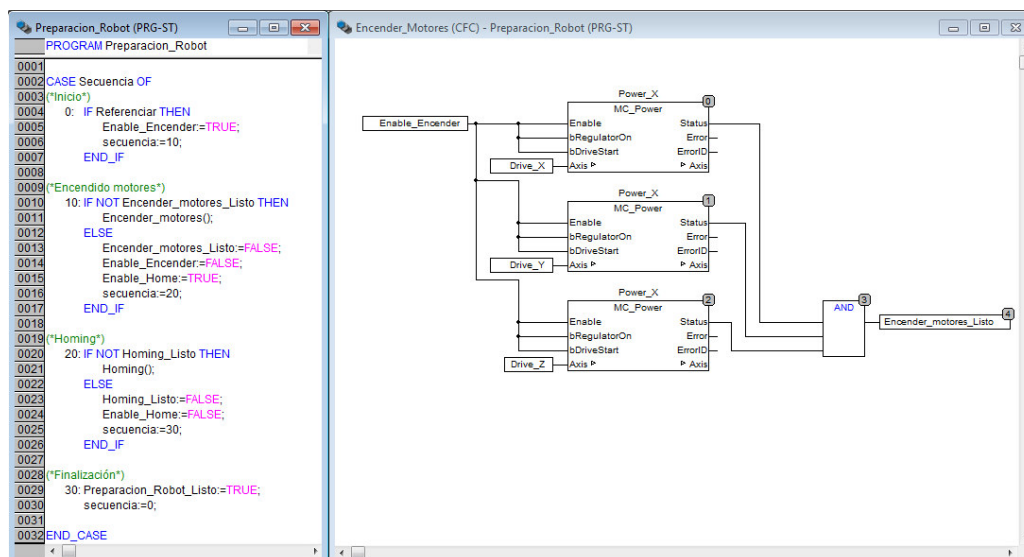 Preparacion_Robot (PRG-ST)
PROGRAM Preparacion_Robot
0001
0002 CASE Secuencia OF
0003 (*Inicio*)
0004 0: IF Referenciar THEN
0005 Enable_Encender:=TRUE;
0006 secuencia:=10;
0007 END_IF
0008
0009 (*Encendido motores*)
0010 10: IF NOT Encender_motores_Listo THEN
0011 Encender_motores();
0012 ELSE
0013 Encender_motores_Listo:=FALSE;
0014 Enable_Encender:=FALSE;
0015 Enable_Home:=TRUE;
0016 secuencia:=20;
0017 END_IF
0018
0019 (*Homing*)
0020 20: IF NOT Homing_Listo THEN
0021 Homing();
0022 ELSE
0023 Homing_Listo:=FALSE;
0024 Enable_Home:=FALSE;
0025 secuencia:=30;
0026 END_IF
0027
0028 (*Finalización*)
0029 30: Preparacion_Robot_Listo:=TRUE;
0030 secuencia:=0;
0031
0032 END_CASE
Encender_Motores (CFC) - Preparacion_Robot (PRG-ST)
Enable_Encender
Power_X
0
MC_Power
Enable Status
bRegulatorOn Error
bDriveStart ErrorID
Drive_X Axis Axis
Power_X
1
MC_Power
Enable Status
bRegulatorOn Error
bDriveStart ErrorID
Drive_Y Axis Axis
Power_X
2
MC_Power
Enable Status
bRegulatorOn Error
bDriveStart ErrorID
Drive_Z Axis Axis
3
AND
4
Encender_motores_Listo